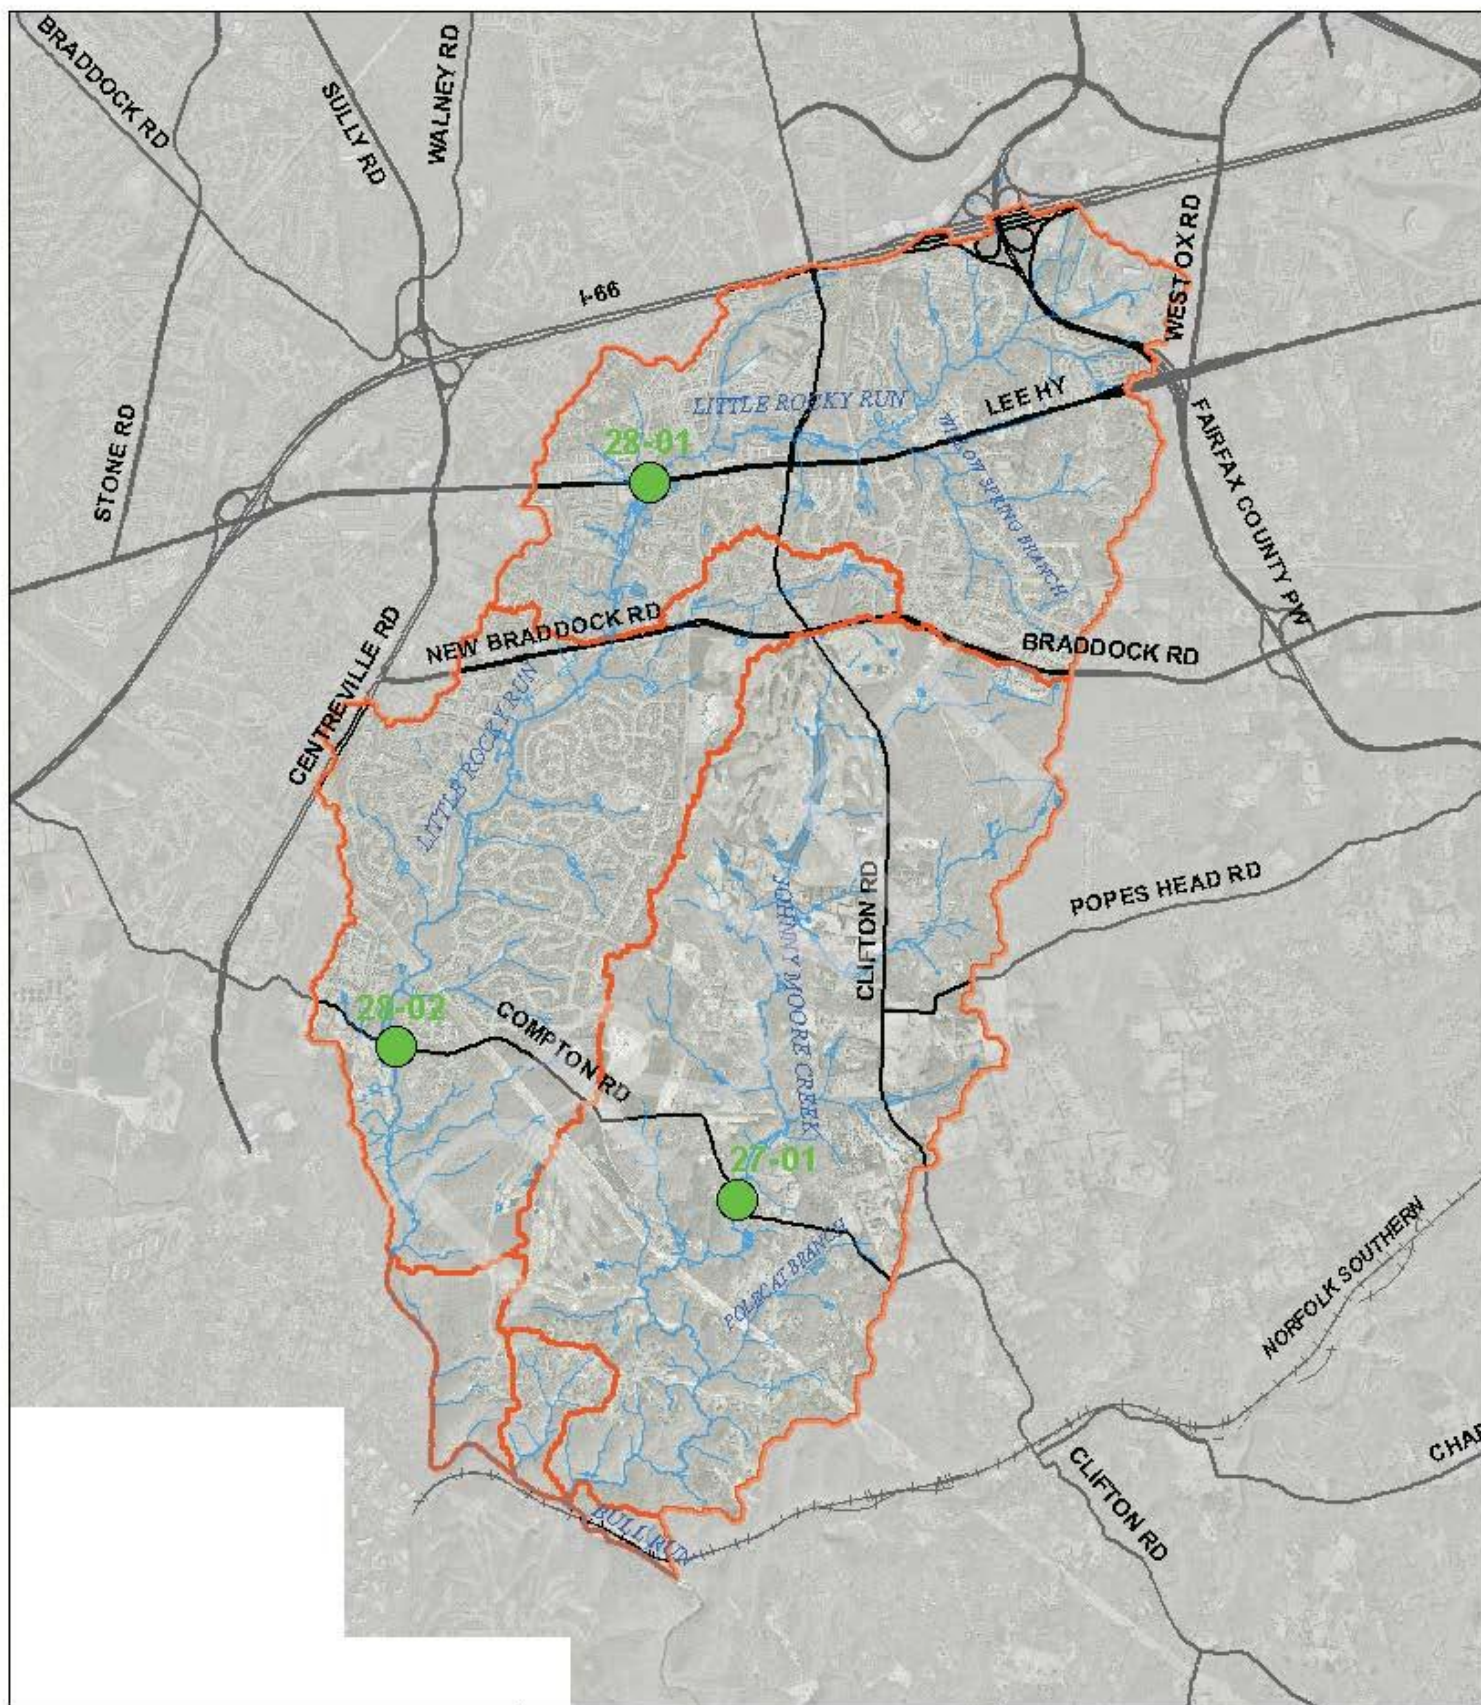 BRADDOCK RD
SULLY RD
WALNEY RD
I-66
WEST OX RD
STONE RD
LITTLE ROCKY RUN
LEE HY
28-01
WILLOW SPRING BRANCH
FAIRFAX COUNTY PW
NEW BRADDOCK RD
BRADDOCK RD
CENTREVILLE RD
LITTLE ROCKY RUN
CLIFTON RD
POPES HEAD RD
JOHNNY MOORE CREEK
28-02
COMPTON RD
27-01
POLECAT BRANCH
NORFOLK SOUTHERN
CLIFTON RD
BULL RUN